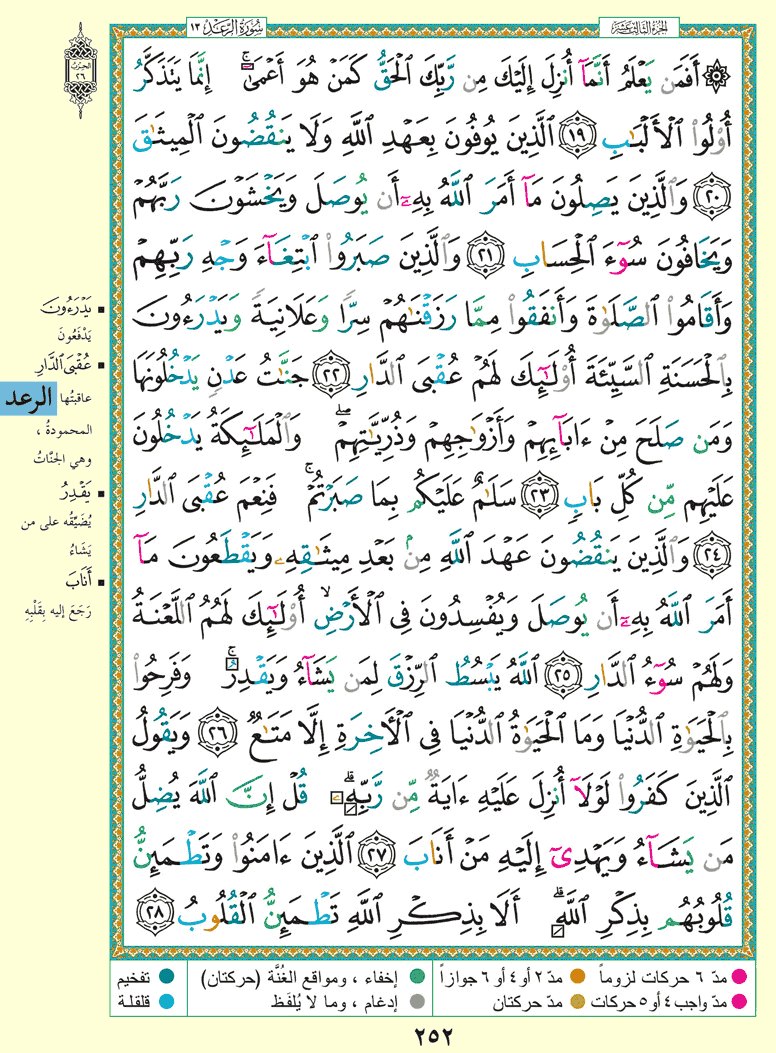 الجزء الثالث عشر
سورة الرعد ١٣
الحزب ٢٦
۞ أَفَمَن يَعْلَمُ أَنَّمَآ أُنزِلَ إِلَيْكَ مِن رَّبِّكَ ٱلْحَقُّ كَمَنْ هُوَ أَعْمَىٰٓ ۚ إِنَّمَا يَتَذَكَّرُ
أُو۟لُوا۟ ٱلْأَلْبَـٰبِ ١٩ ٱلَّذِينَ يُوفُونَ بِعَهْدِ ٱللَّهِ وَلَا يَنقُضُونَ ٱلْمِيثَـٰقَ
٢٠ وَٱلَّذِينَ يَصِلُونَ مَآ أَمَرَ ٱللَّهُ بِهِۦٓ أَن يُوصَلَ وَيَخْشَوْنَ رَبَّهُمْ
وَيَخَافُونَ سُوٓءَ ٱلْحِسَابِ ٢١ وَٱلَّذِينَ صَبَرُوا۟ ٱبْتِغَآءَ وَجْهِ رَبِّهِمْ
وَأَقَامُوا۟ ٱلصَّلَوٰةَ وَأَنفَقُوا۟ مِمَّا رَزَقْنَـٰهُمْ سِرًّا وَعَلَانِيَةً وَيَدْرَءُونَ
بِٱلْحَسَنَةِ ٱلسَّيِّئَةَ أُو۟لَـٰٓئِكَ لَهُمْ عُقْبَى ٱلدَّارِ ٢٢ جَنَّـٰتُ عَدْنٍ يَدْخُلُونَهَا
وَمَن صَلَحَ مِنْ ءَابَآئِهِمْ وَأَزْوَٰجِهِمْ وَذُرِّيَّـٰتِهِمْ ۖ وَٱلْمَلَـٰٓئِكَةُ يَدْخُلُونَ
عَلَيْهِم مِّن كُلِّ بَابٍ ٢٣ سَلَـٰمٌ عَلَيْكُم بِمَا صَبَرْتُمْ ۚ فَنِعْمَ عُقْبَى ٱلدَّارِ
٢٤ وَٱلَّذِينَ يَنقُضُونَ عَهْدَ ٱللَّهِ مِنۢ بَعْدِ مِيثَـٰقِهِۦ وَيَقْطَعُونَ مَآ
أَمَرَ ٱللَّهُ بِهِۦٓ أَن يُوصَلَ وَيُفْسِدُونَ فِى ٱلْأَرْضِ ۙ أُو۟لَـٰٓئِكَ لَهُمُ ٱللَّعْنَةُ
وَلَهُمْ سُوٓءُ ٱلدَّارِ ٢٥ ٱللَّهُ يَبْسُطُ ٱلرِّزْقَ لِمَن يَشَآءُ وَيَقْدِرُ ۚ وَفَرِحُوا۟
بِٱلْحَيَوٰةِ ٱلدُّنْيَا وَمَا ٱلْحَيَوٰةُ ٱلدُّنْيَا فِى ٱلْأَخِرَةِ إِلَّا مَتَـٰعٌ ٢٦ وَيَقُولُ
ٱلَّذِينَ كَفَرُوا۟ لَوْلَآ أُنزِلَ عَلَيْهِ ءَايَةٌ مِّن رَّبِّهِۦ ۗ قُلْ إِنَّ ٱللَّهَ يُضِلُّ
مَن يَشَآءُ وَيَهْدِىٓ إِلَيْهِ مَنْ أَنَابَ ٢٧ ٱلَّذِينَ ءَامَنُوا۟ وَتَطْمَئِنُّ
قُلُوبُهُم بِذِكْرِ ٱللَّهِ ۗ أَلَا بِذِكْرِ ٱللَّهِ تَطْمَئِنُّ ٱلْقُلُوبُ ٢٨
▪ يَدْرَءُونَ
يَدْفَعُونَ
▪ عُقْبَى ٱلدَّارِ
عاقبتُها
المحمودةُ ،
وهي الجنّاتُ
▪ يَقْدِرُ
يُضَيِّقُه على من
يَشَاءُ
▪ أَنَابَ
رَجَعَ إليه بِقَلْبِهِ
الرعد
مدّ ٦ حركات لزوماً
مدّ ٢ أو ٤ أو ٦ جوازاً
إخفاء ، ومواقع الغُنَّة (حركتان)
تفخيم
مدّ واجب ٤ أو ٥ حركات
مدّ حركتان
إدغام ، وما لا يُلفَظ
قلقلة
٢٥٢